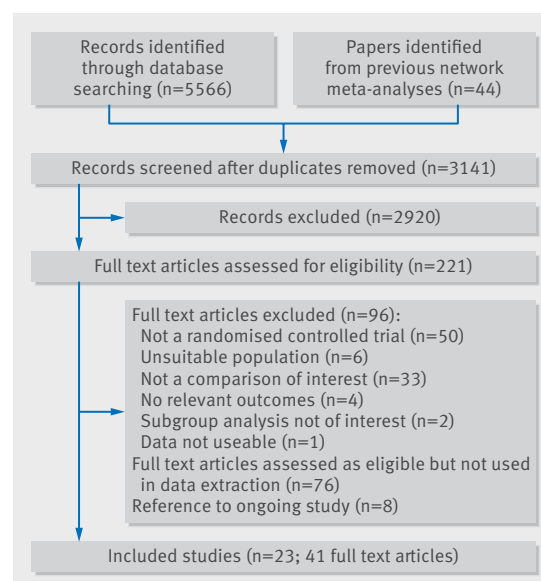 Records identified
through database
searching (n=5566)
Papers identified
from previous network
meta-analyses (n=44)
Records screened after duplicates removed (n=3141)
Records excluded (n=2920)
Full text articles assessed for eligibility (n=221)
Full text articles excluded (n=96):
Not a randomised controlled trial (n=50)
Unsuitable population (n=6)
Not a comparison of interest (n=33)
No relevant outcomes (n=4)
Subgroup analysis not of interest (n=2)
Data not useable (n=1)
Full text articles assessed as eligible but not used
in data extraction (n=76)
Reference to ongoing study (n=8)
Included studies (n=23; 41 full text articles)